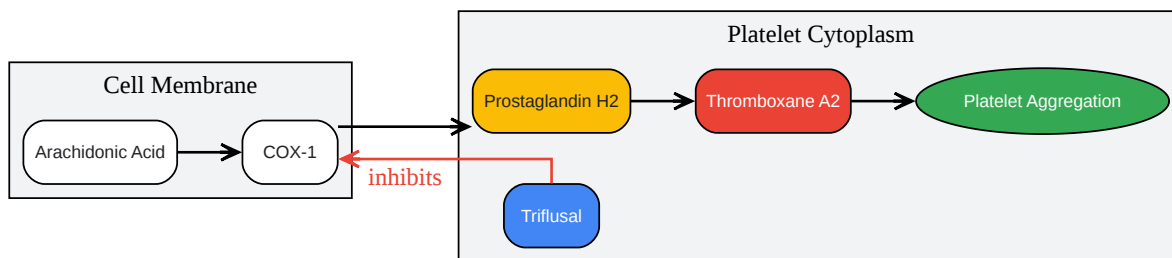 Platelet Cytoplasm
Cell Membrane
Prostaglandin H2
Thromboxane A2
Platelet Aggregation
Arachidonic Acid
COX-1
inhibits
Triflusal